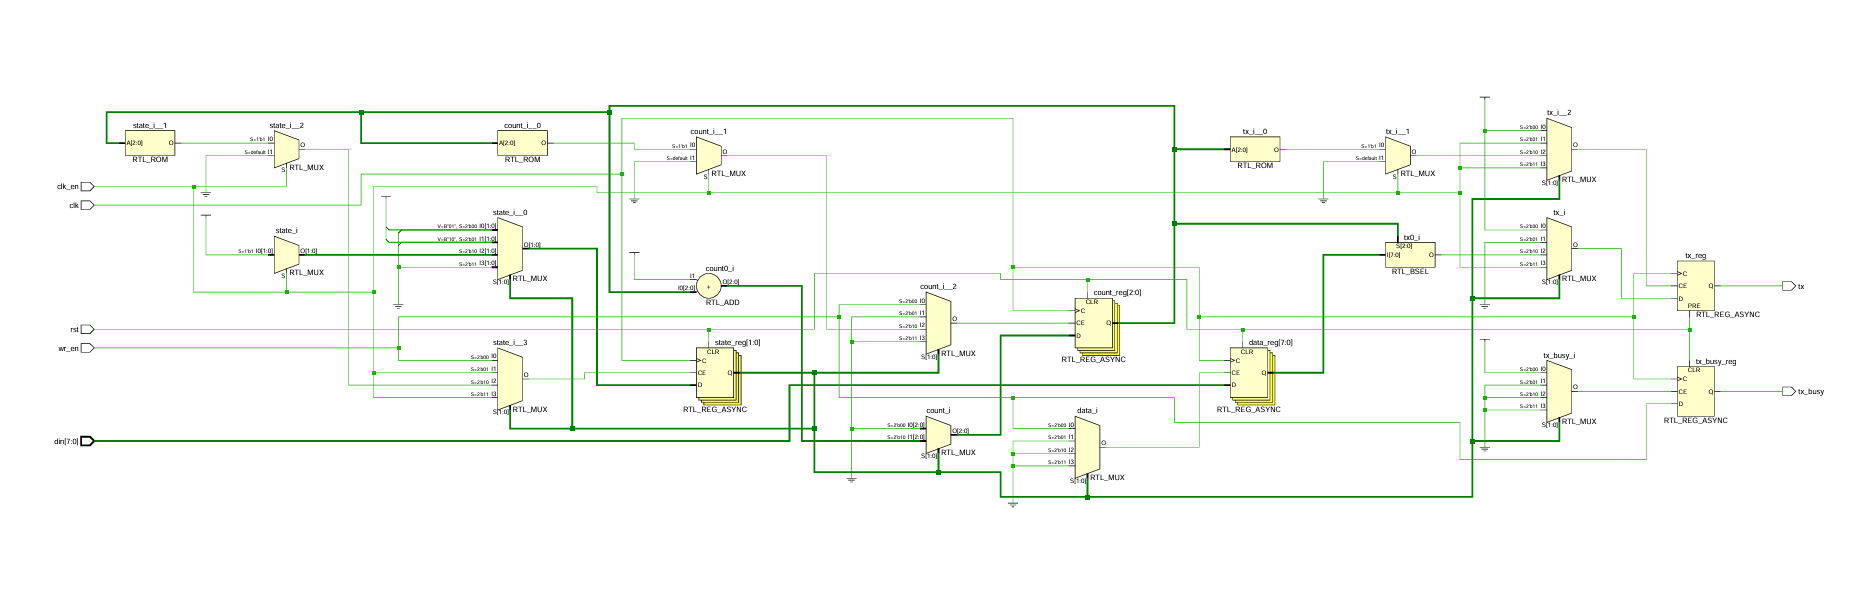 state_i__1
A[2:0] O
RTL_ROM
state_i__2
S=1'b1 I0
S=default I1
O
S
RTL_MUX
count_i__0
A[2:0] O
RTL_ROM
count_i__1
S=1'b1 I0
S=default I1
O
S
RTL_MUX
tx_i__0
A[2:0] O
RTL_ROM
tx_i__1
S=1'b1 I0
S=default I1
O
S
RTL_MUX
tx_i__2
S=2'b00 I0
S=2'b01 I1
S=2'b10 I2
S=2'b11 I3
O
S[1:0]
RTL_MUX
clk_en
clk
state_i
S=1'b1 I0[1:0] O[1:0]
S
RTL_MUX
state_i__0
V=B"01", S=2'b00 I0[1:0]
V=B"10", S=2'b01 I1[1:0]
S=2'b10 I2[1:0]
S=2'b11 I3[1:0]
O[1:0]
S[1:0]
RTL_MUX
count0_i
I1
I0[2:0]
+
O[2:0]
RTL_ADD
tx0_i
S[2:0]
I[7:0] O
RTL_BSEL
tx_i
S=2'b00 I0
S=2'b01 I1
S=2'b10 I2
S=2'b11 I3
O
S[1:0]
RTL_MUX
tx_reg
C
CE
D
Q
PRE
RTL_REG_ASYNC
tx
count_i__2
S=2'b00 I0
S=2'b01 I1
S=2'b10 I2
S=2'b11 I3
O
S[1:0]
RTL_MUX
count_reg[2:0]
CLR
C
CE
D
Q
RTL_REG_ASYNC
rst
wr_en
state_i__3
S=2'b00 I0
S=2'b01 I1
S=2'b10 I2
S=2'b11 I3
O
S[1:0]
RTL_MUX
state_reg[1:0]
CLR
C
CE
D
Q
RTL_REG_ASYNC
data_reg[7:0]
CLR
C
CE
D
Q
RTL_REG_ASYNC
tx_busy_i
S=2'b00 I0
S=2'b01 I1
S=2'b10 I2
S=2'b11 I3
O
S[1:0]
RTL_MUX
tx_busy_reg
CLR
C
CE
D
Q
RTL_REG_ASYNC
tx_busy
din[7:0]
count_i
S=2'b00 I0[2:0]
S=2'b10 I1[2:0]
O[2:0]
S[1:0]
RTL_MUX
data_i
S=2'b00 I0
S=2'b01 I1
S=2'b10 I2
S=2'b11 I3
O
S[1:0]
RTL_MUX